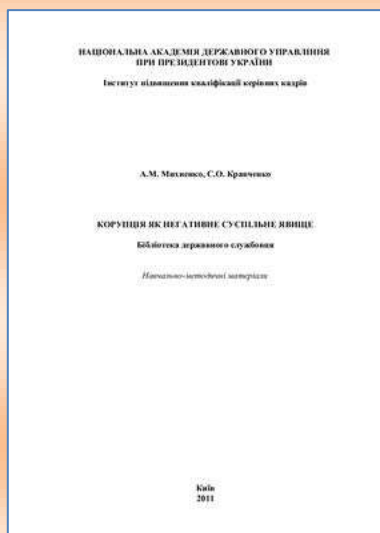 НАЦІОНАЛЬНА АКАДЕМІЯ ДЕРЖАВНОГО УПРАВЛІННЯ
ПРИ ПРЕЗИДЕНТОВІ УКРАЇНИ
Інститут підвищення кваліфікації керівних кадрів
А.М. Михненко, С.О. Кравченко
КОРУПЦІЯ ЯК НЕГАТИВНЕ СУСПІЛЬНЕ ЯВИЩЕ
Бібліотека державного службовця
Навчально-методичні матеріали
Київ
2011